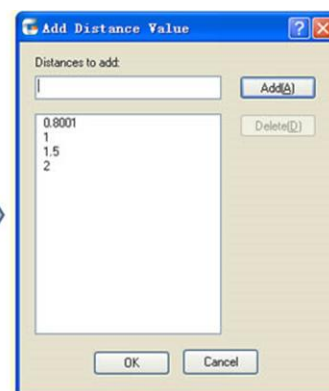 Add Distance Value
Distances to add:
Add(A)
0.8001
1
1.5
2
Delete(D)
OK
Cancel